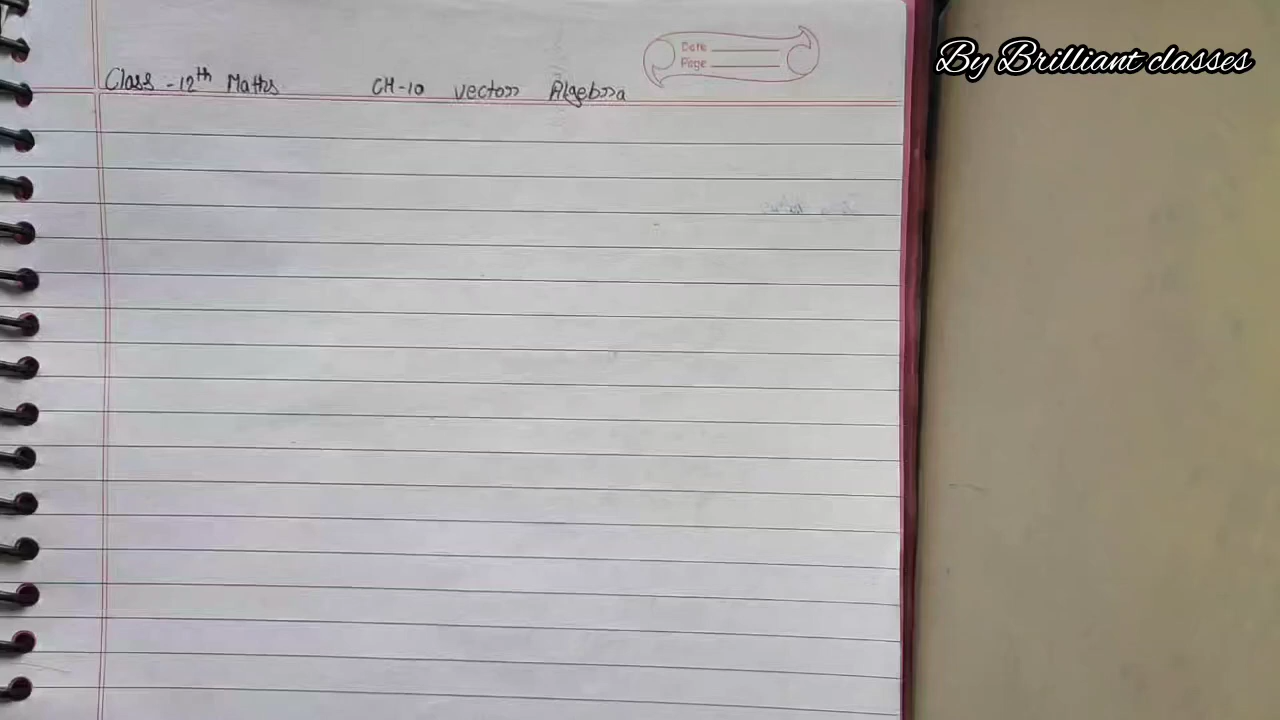 By Brilliant classes
Date
Page
Class - 12th Maths CH-10 vector Algebra